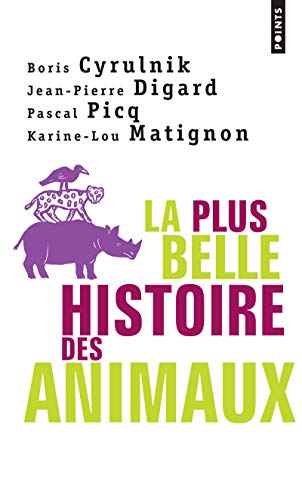 POINTS
Boris Cyrulnik
Jean-Pierre Digard
Pascal Picq
Karine-Lou Matignon
LA PLUS
BELLE
HISTOIRE
DES
ANIMAUX